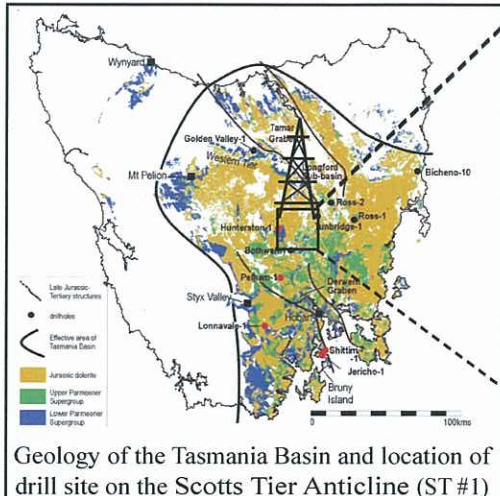 Wynyard
Tamar
Graben
Golden Valley-1
Western Tier
Longford
Sub-basin
Mt Pelion
Bicheno-10
Ross-2
Ross-1
Hunterston-1
Tunbridge-1
Bothwell
Pelham-1
Derwent
Graben
Styx Valley
Hobart
Lonnavale-1
Shittim
-1
Jericho-1
Bruny
Island
Late Jurassic-
Tertiary structures
drillholes
Effective area of
Tasmania Basin
Jurassic dolerite
Upper Parmeener
Supergroup
Lower Parmeener
Supergroup
0 100kms
Geology of the Tasmania Basin and location of
drill site on the Scotts Tier Anticline (ST #1)